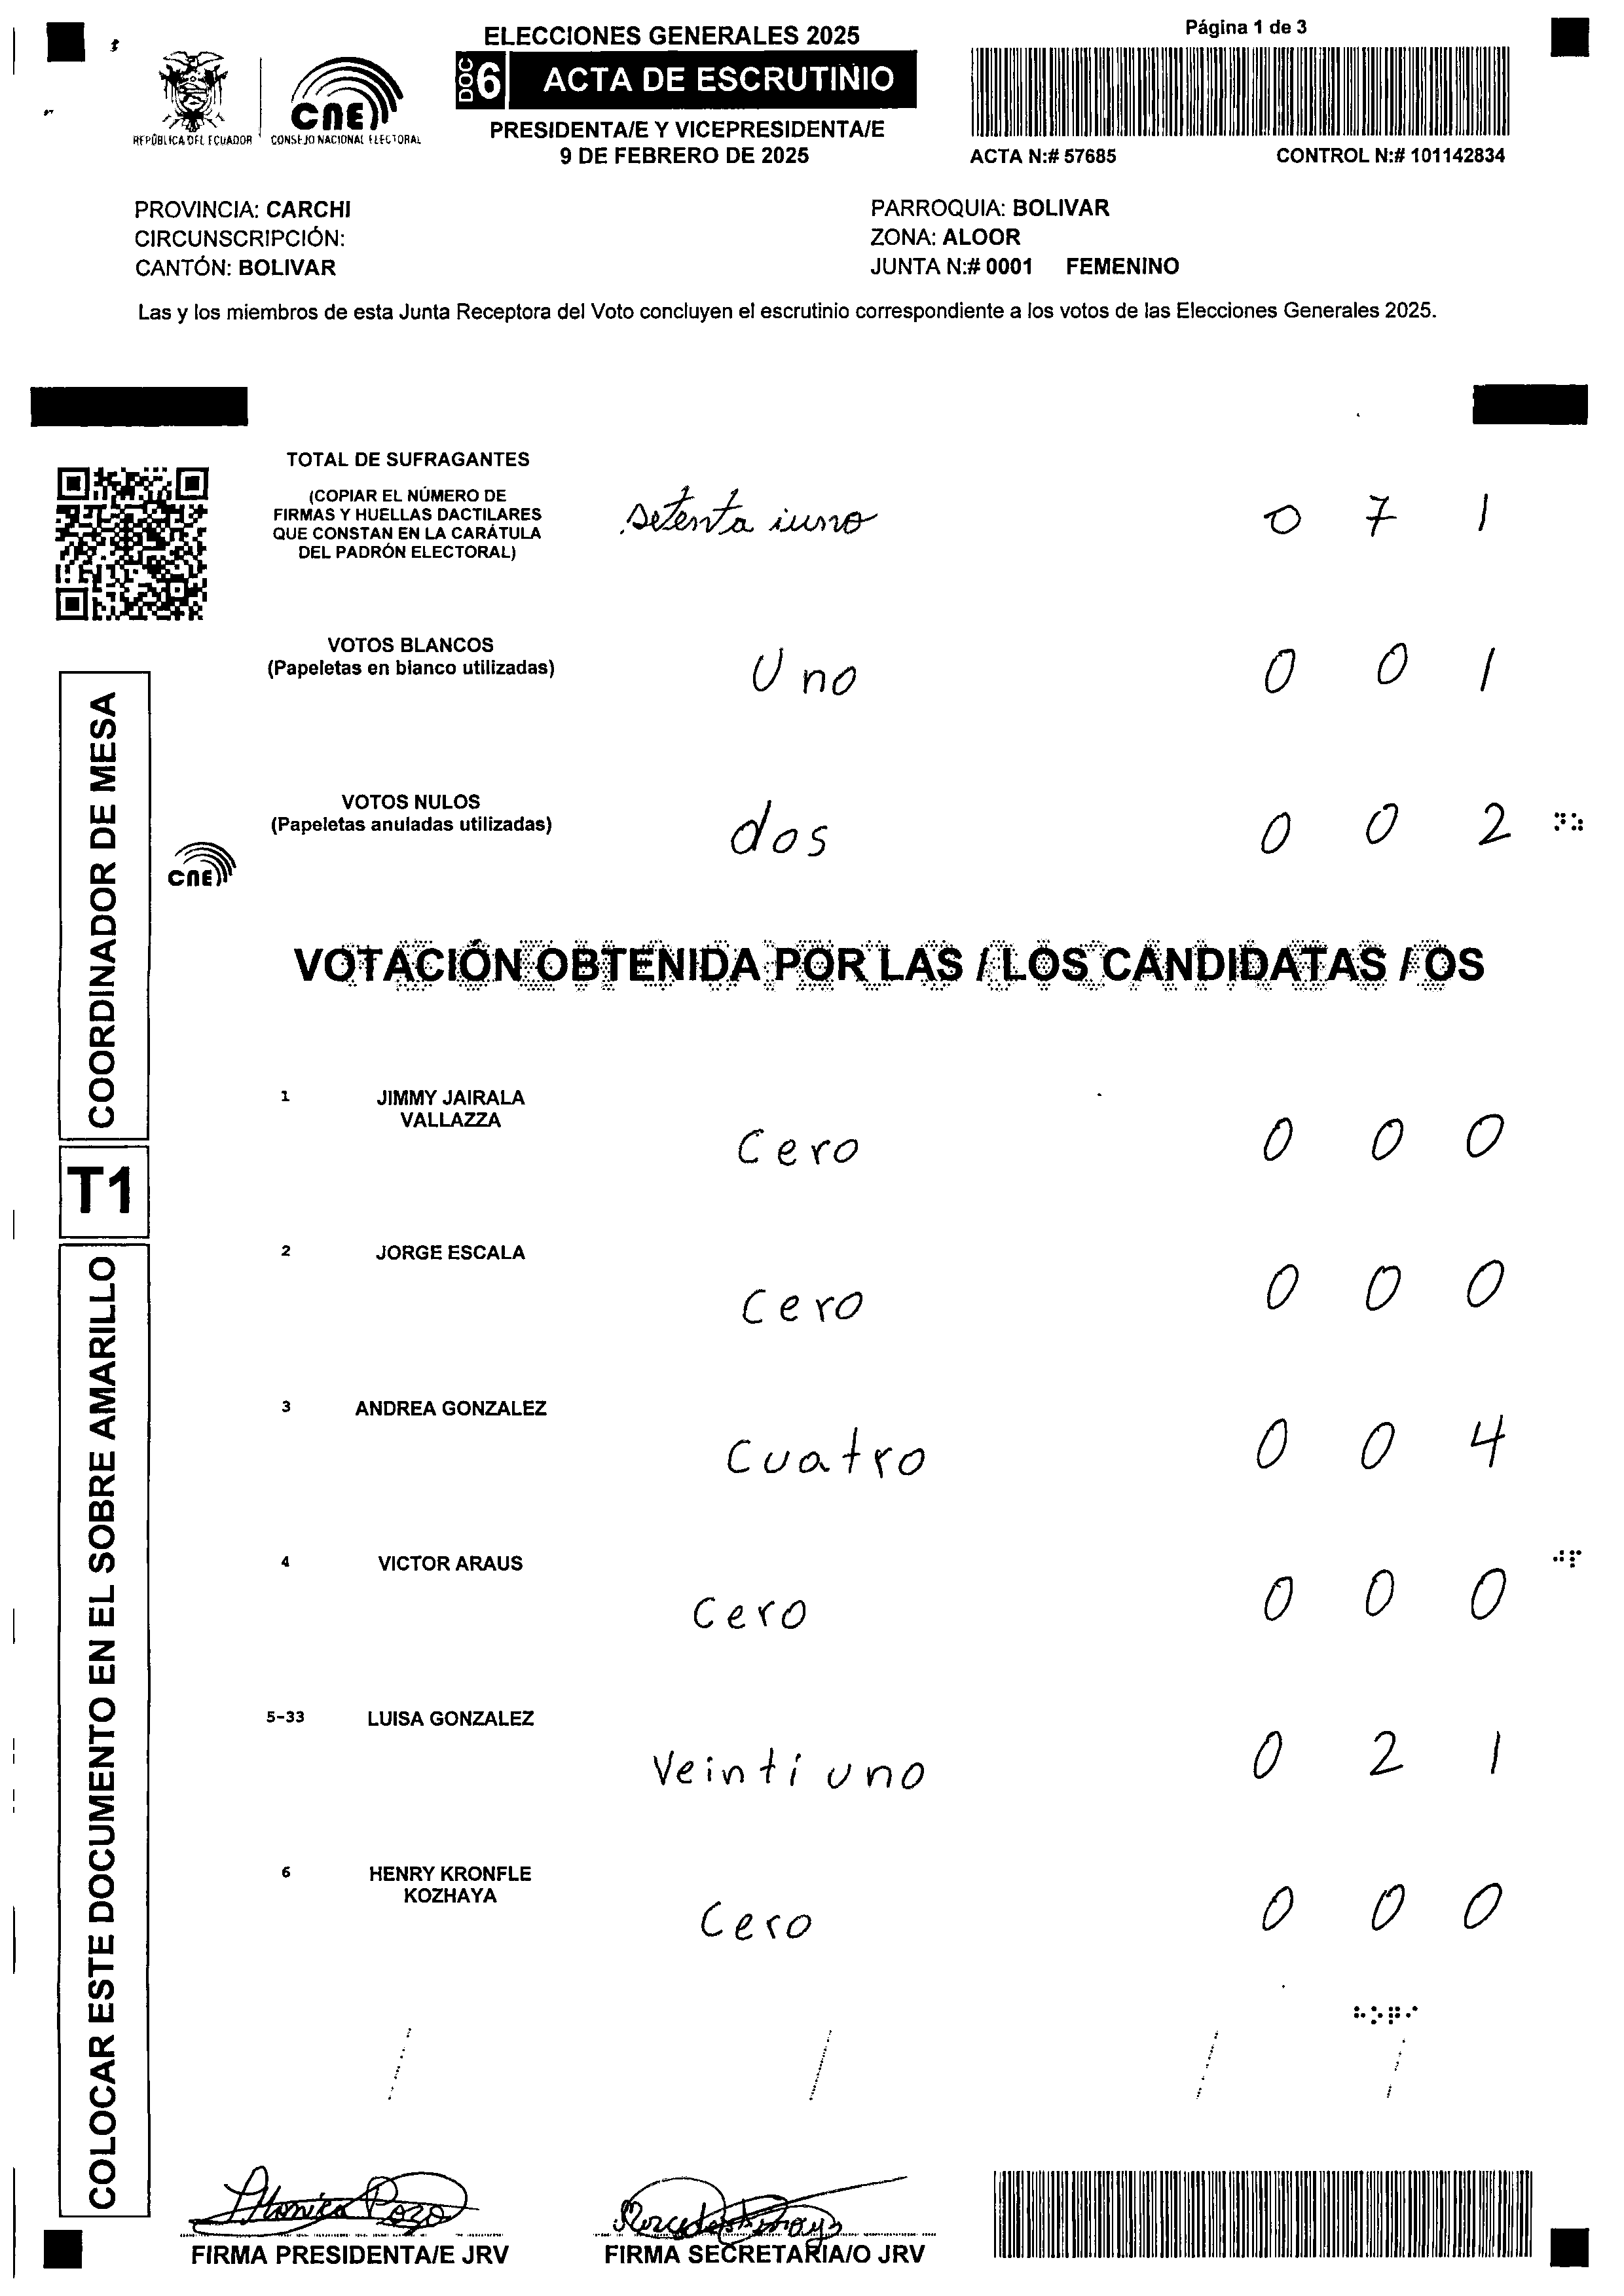 ELECCIONES GENERALES 2025
DOC 6 ACTA DE ESCRUTINIO
PRESIDENTA/E Y VICEPRESIDENTA/E
9 DE FEBRERO DE 2025
Página 1 de 3
REPÚBLICA DEL ECUADOR
CNE
CONSEJO NACIONAL ELECTORAL
ACTA N:# 57685 CONTROL N:# 101142834
PROVINCIA: CARCHI
CIRCUNSCRIPCIÓN:
CANTÓN: BOLIVAR
PARROQUIA: BOLIVAR
ZONA: ALOOR
JUNTA N:# 0001 FEMENINO
Las y los miembros de esta Junta Receptora del Voto concluyen el escrutinio correspondiente a los votos de las Elecciones Generales 2025.
TOTAL DE SUFRAGANTES
(COPIAR EL NÚMERO DE
FIRMAS Y HUELLAS DACTILARES
QUE CONSTAN EN LA CARÁTULA
DEL PADRÓN ELECTORAL)
setenta iuno 0 7 1
VOTOS BLANCOS
(Papeletas en blanco utilizadas)
Uno 0 0 1
VOTOS NULOS
(Papeletas anuladas utilizadas)
dos 0 0 2
CNE
VOTACIÓN OBTENIDA POR LAS / LOS CANDIDATAS / OS
1 JIMMY JAIRALA
VALLAZZA
Cero 0 0 0
2 JORGE ESCALA
Cero 0 0 0
3 ANDREA GONZALEZ
Cuatro 0 0 4
4 VICTOR ARAUS
Cero 0 0 0
5-33 LUISA GONZALEZ
Veinti uno 0 2 1
6 HENRY KRONFLE
KOZHAYA
Cero 0 0 0
COORDINADOR DE MESA
T1
COLOCAR ESTE DOCUMENTO EN EL SOBRE AMARILLO
Monica Pozo
FIRMA PRESIDENTA/E JRV
FIRMA SECRETARIA/O JRV